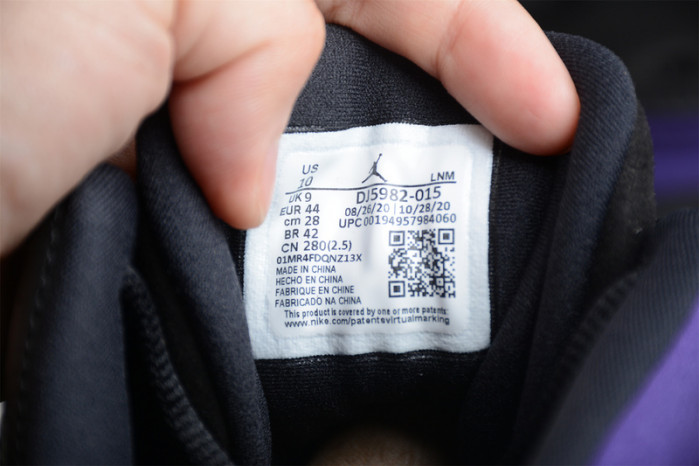 US
10
LNM
UK 9
DJ5982-015
EUR 44
08/26/20 | 10/28/20
cm 28
UPC 00194957984060
BR 42
CN 280(2.5)
01MR4FDQNZ13X
MADE IN CHINA
HECHO EN CHINA
FABRIQUE EN CHINE
FABRICADO NA CHINA
This product is covered by one or more patents:
www.nike.com/patentsvirtualmarking